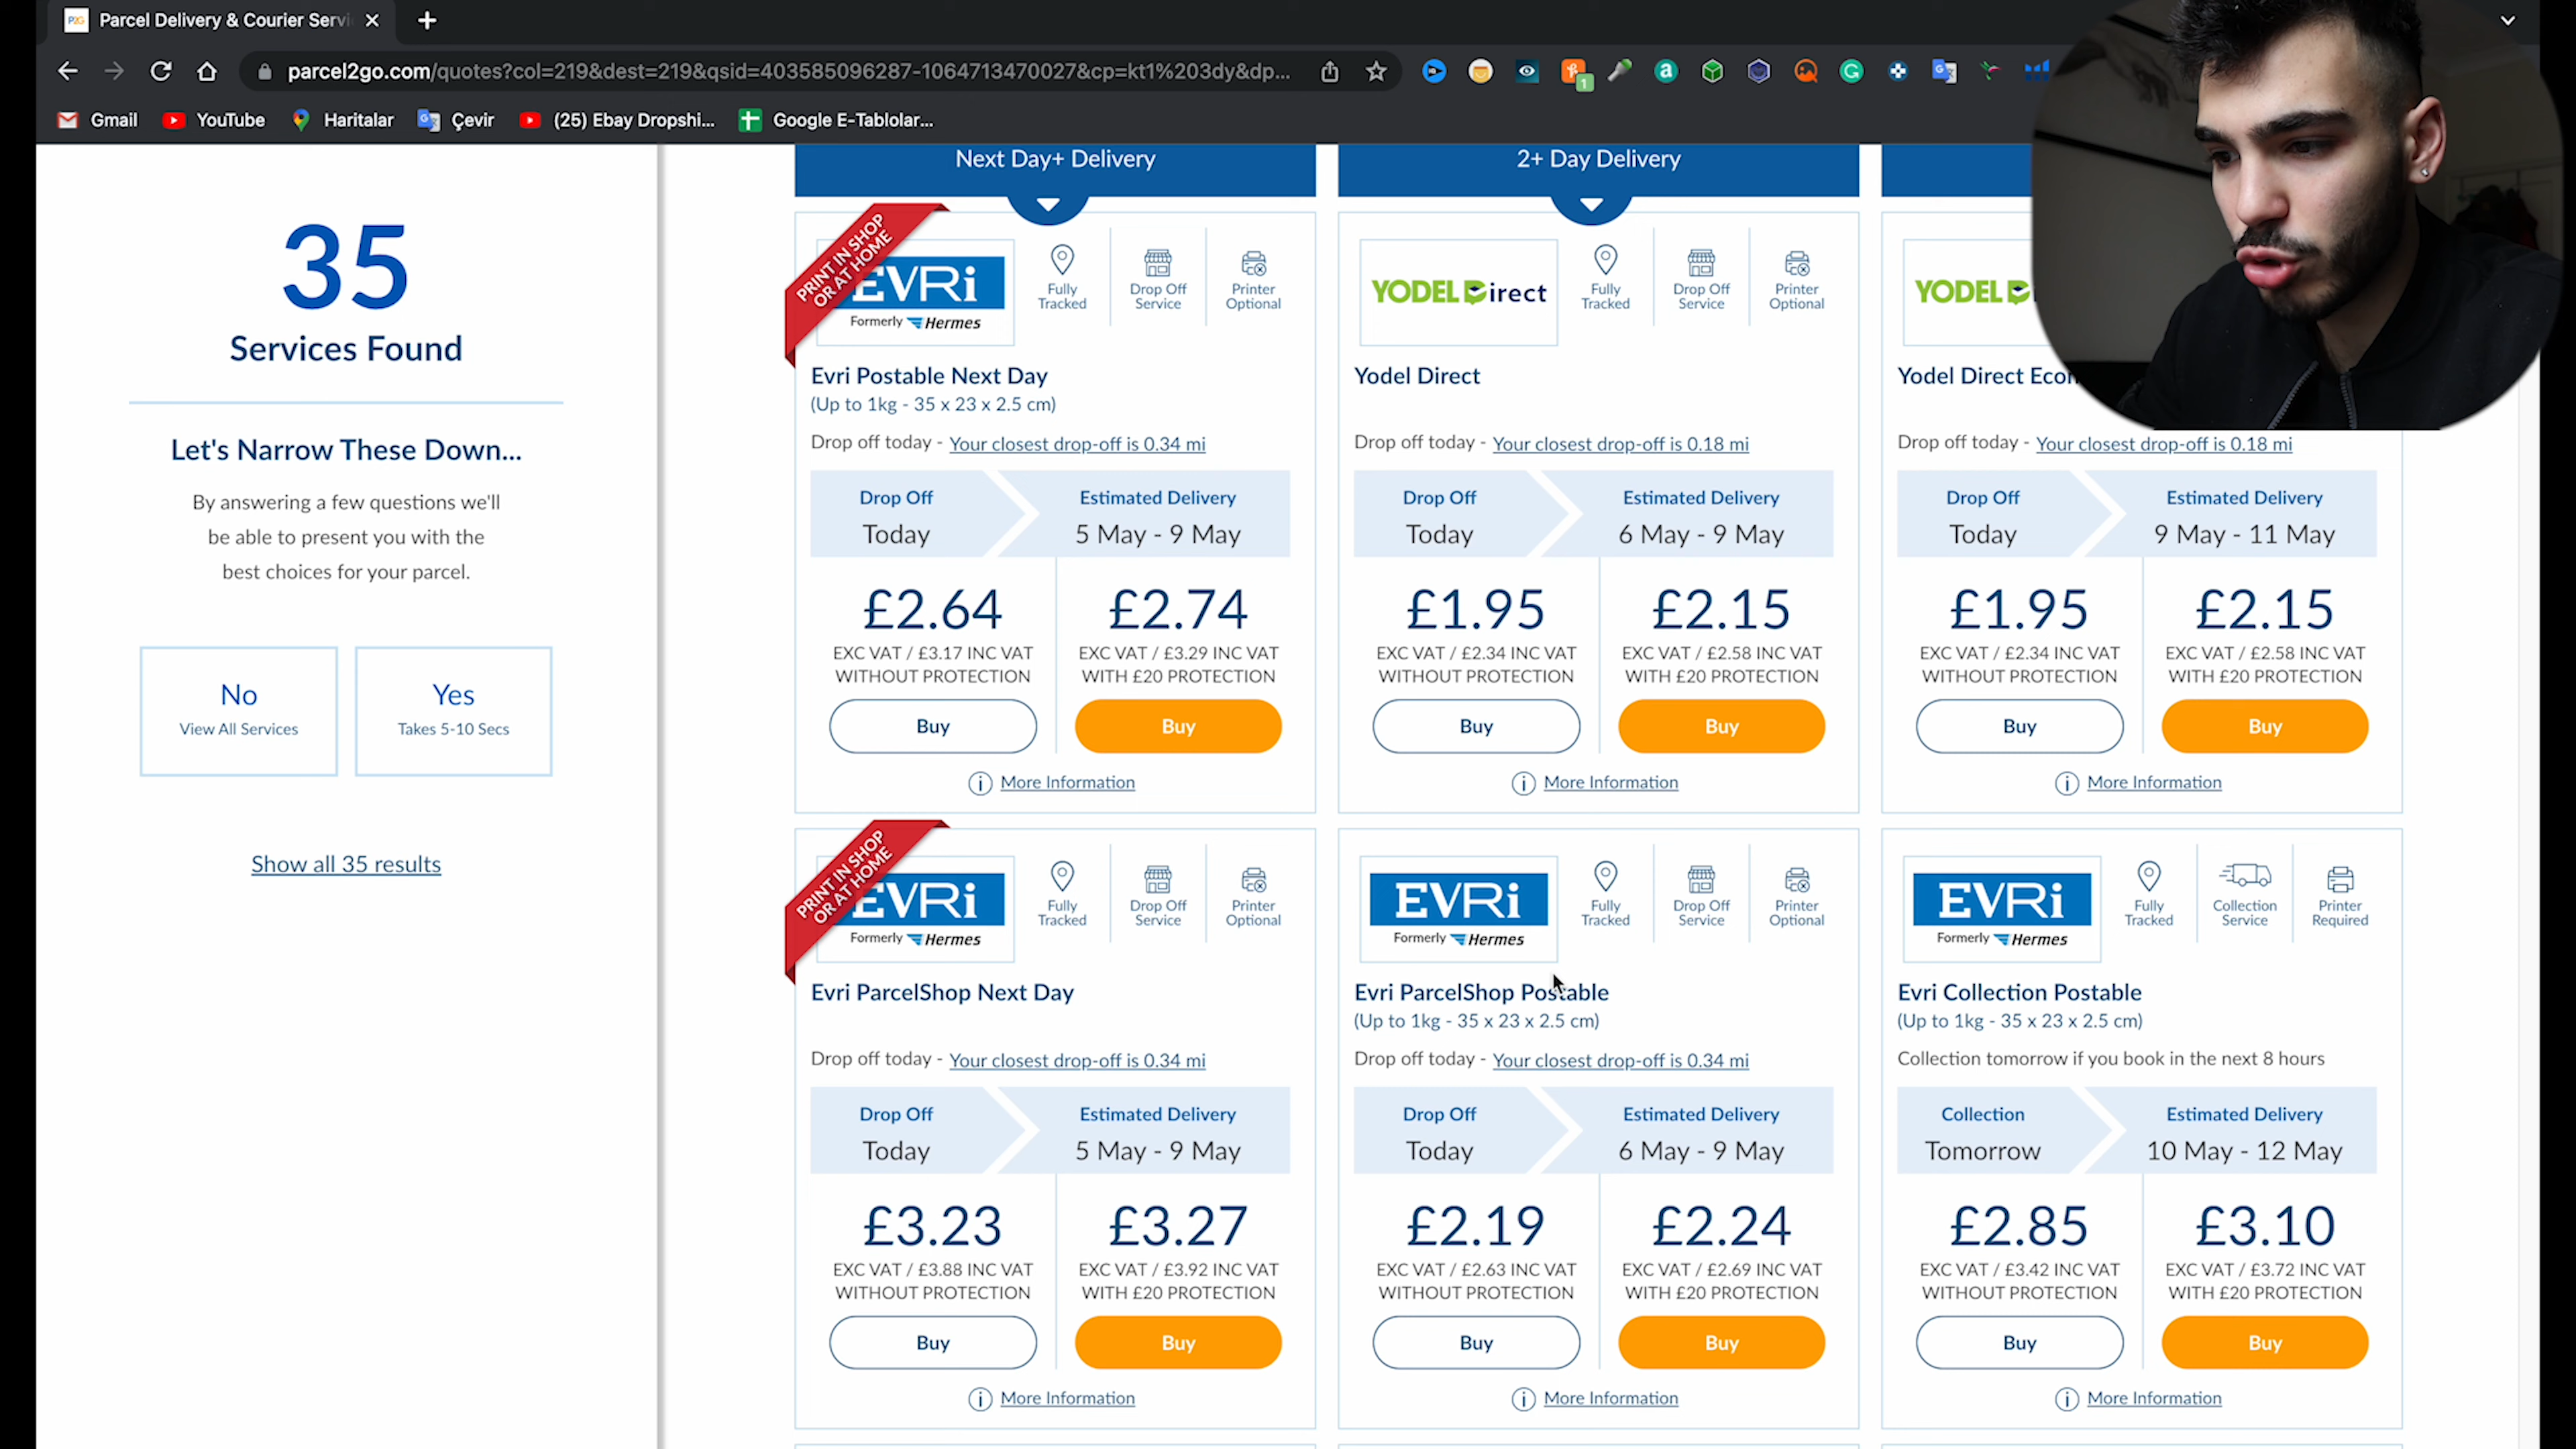 Parcel Delivery & Courier Servi
parcel2go.com/quotes?col=219&dest=219&qsid=403585096287-1064713470027&cp=kt1%203dy&dp...
1
Gmail
YouTube
Haritalar
Çevir
(25) Ebay Dropshi...
Google E-Tablolar...
35
Services Found
Let's Narrow These Down...
By answering a few questions we'll
be able to present you with the
best choices for your parcel.
No
View All Services
Yes
Takes 5-10 Secs
Show all 35 results
Next Day+ Delivery
2+ Day Delivery
PRINT IN SHOP
OR AT HOME
EVRi
Formerly Hermes
Fully
Tracked
Drop Off
Service
Printer
Optional
Evri Postable Next Day
(Up to 1kg - 35 x 23 x 2.5 cm)
Drop off today - Your closest drop-off is 0.34 mi
Drop Off
Today
Estimated Delivery
5 May - 9 May
£2.64
EXC VAT / £3.17 INC VAT
WITHOUT PROTECTION
Buy
£2.74
EXC VAT / £3.29 INC VAT
WITH £20 PROTECTION
Buy
More Information
YODEL Direct
Fully
Tracked
Drop Off
Service
Printer
Optional
Yodel Direct
Drop off today - Your closest drop-off is 0.18 mi
Drop Off
Today
Estimated Delivery
6 May - 9 May
£1.95
EXC VAT / £2.34 INC VAT
WITHOUT PROTECTION
Buy
£2.15
EXC VAT / £2.58 INC VAT
WITH £20 PROTECTION
Buy
More Information
YODEL
Yodel Direct Econ
Drop off today - Your closest drop-off is 0.18 mi
Drop Off
Today
Estimated Delivery
9 May - 11 May
£1.95
EXC VAT / £2.34 INC VAT
WITHOUT PROTECTION
Buy
£2.15
EXC VAT / £2.58 INC VAT
WITH £20 PROTECTION
Buy
More Information
PRINT IN SHOP
OR AT HOME
EVRi
Formerly Hermes
Fully
Tracked
Drop Off
Service
Printer
Optional
Evri ParcelShop Next Day
Drop off today - Your closest drop-off is 0.34 mi
Drop Off
Today
Estimated Delivery
5 May - 9 May
£3.23
EXC VAT / £3.88 INC VAT
WITHOUT PROTECTION
Buy
£3.27
EXC VAT / £3.92 INC VAT
WITH £20 PROTECTION
Buy
More Information
EVRi
Formerly Hermes
Fully
Tracked
Drop Off
Service
Printer
Optional
Evri ParcelShop Postable
(Up to 1kg - 35 x 23 x 2.5 cm)
Drop off today - Your closest drop-off is 0.34 mi
Drop Off
Today
Estimated Delivery
6 May - 9 May
£2.19
EXC VAT / £2.63 INC VAT
WITHOUT PROTECTION
Buy
£2.24
EXC VAT / £2.69 INC VAT
WITH £20 PROTECTION
Buy
More Information
EVRi
Formerly Hermes
Fully
Tracked
Collection
Service
Printer
Required
Evri Collection Postable
(Up to 1kg - 35 x 23 x 2.5 cm)
Collection tomorrow if you book in the next 8 hours
Collection
Tomorrow
Estimated Delivery
10 May - 12 May
£2.85
EXC VAT / £3.42 INC VAT
WITHOUT PROTECTION
Buy
£3.10
EXC VAT / £3.72 INC VAT
WITH £20 PROTECTION
Buy
More Information